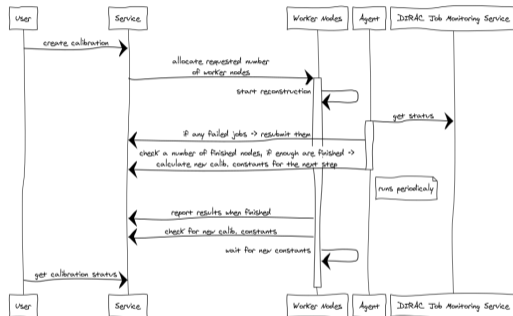 User Service Worker Nodes Agent DIRAC Job Monitoring Service
create calibration
allocate requested number
of worker nodes
start reconstruction
get status
if any failed jobs -> resubmit them
check a number of finished nodes, if enough are finished ->
calculate new calib. constants for the next step
runs periodicaly
report results when finished
check for new calib. constants
wait for new constants
get calibration status
User Service Worker Nodes Agent DIRAC Job Monitoring Service